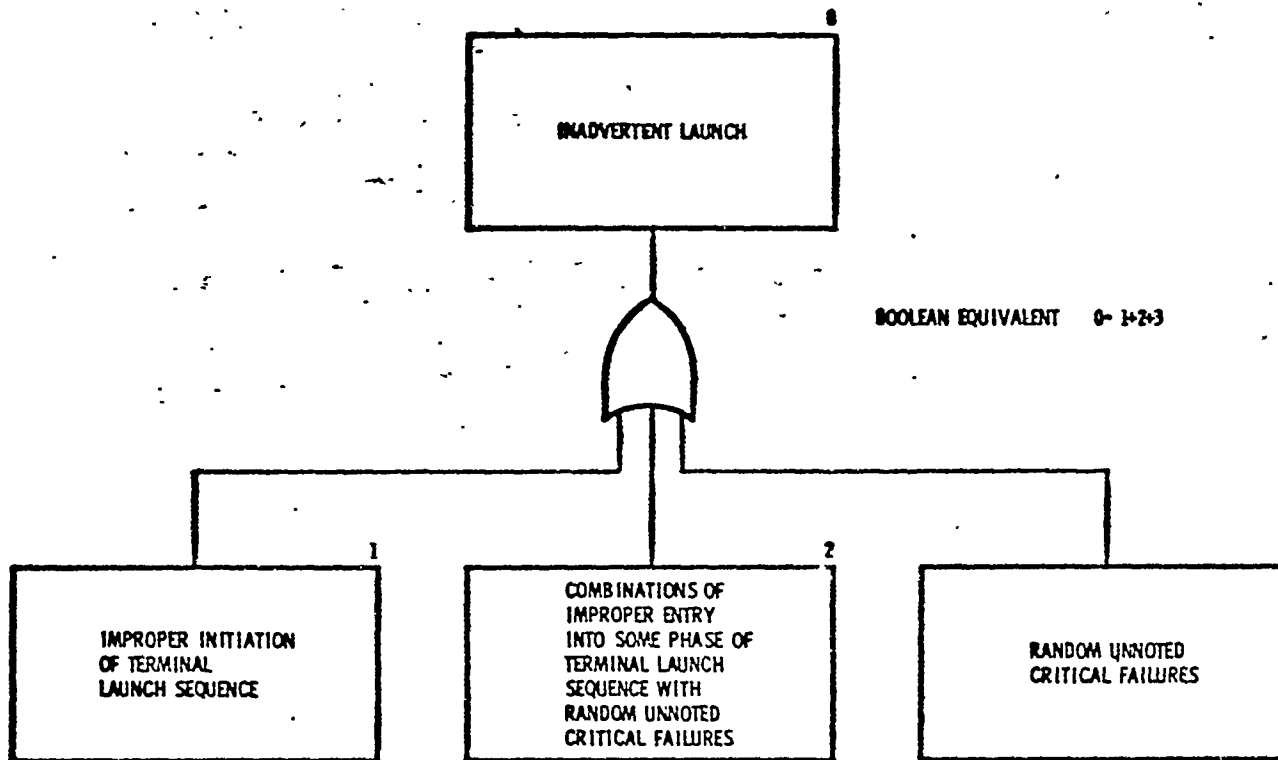 0
INADVERTENT LAUNCH
BOOLEAN EQUIVALENT 0= 1+2+3
1
IMPROPER INITIATION
OF TERMINAL
LAUNCH SEQUENCE
2
COMBINATIONS OF
IMPROPER ENTRY
INTO SOME PHASE OF
TERMINAL LAUNCH
SEQUENCE WITH
RANDOM UNNOTED
CRITICAL FAILURES
RANDOM UNNOTED
CRITICAL FAILURES